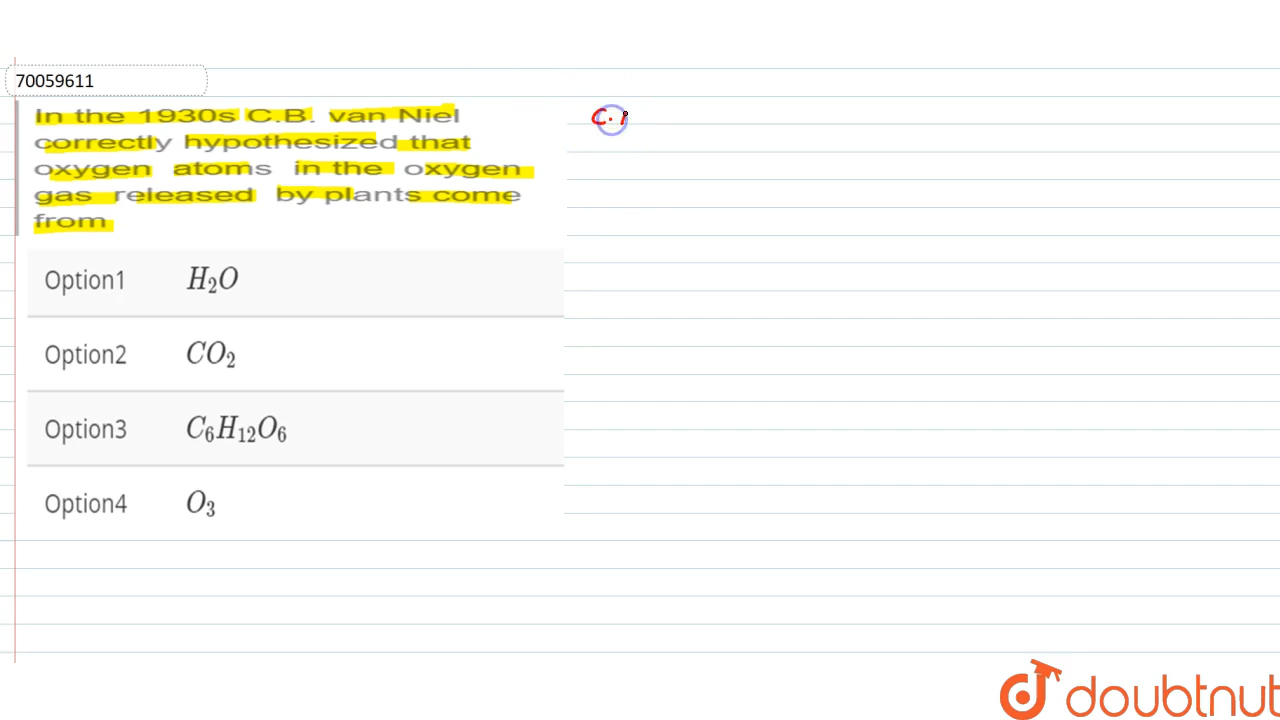 70059611
In the 1930s C.B. van Niel
correctly hypothesized that
oxygen atoms in the oxygen
gas released by plants come
from
C.
Option1 H₂O
Option2 CO₂
Option3 C₆H₁₂O₆
Option4 O₃
doubtnut